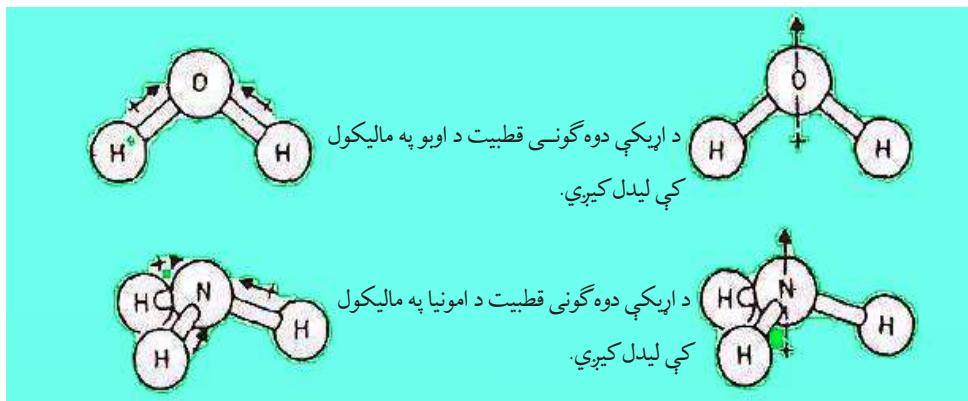 O
H
H
O
H
H
د اړیکې دوه ګونــی قطبیت د اوبو په مالیکول
کې لیدل کیږي.
N
H
H
H
N
H
H
H
د اړیکې دوه ګونی قطبیت د امونیا په مالیکول
کې لیدل کیږي.